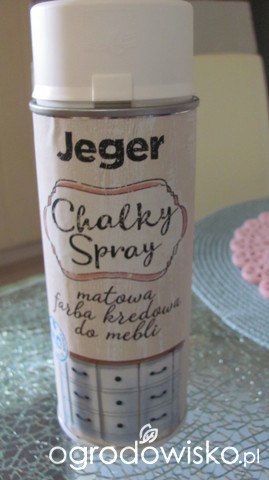 Jeger
Chalky
Spray
matowa
farba kredowa
do mebli
ogrodowisko.pl